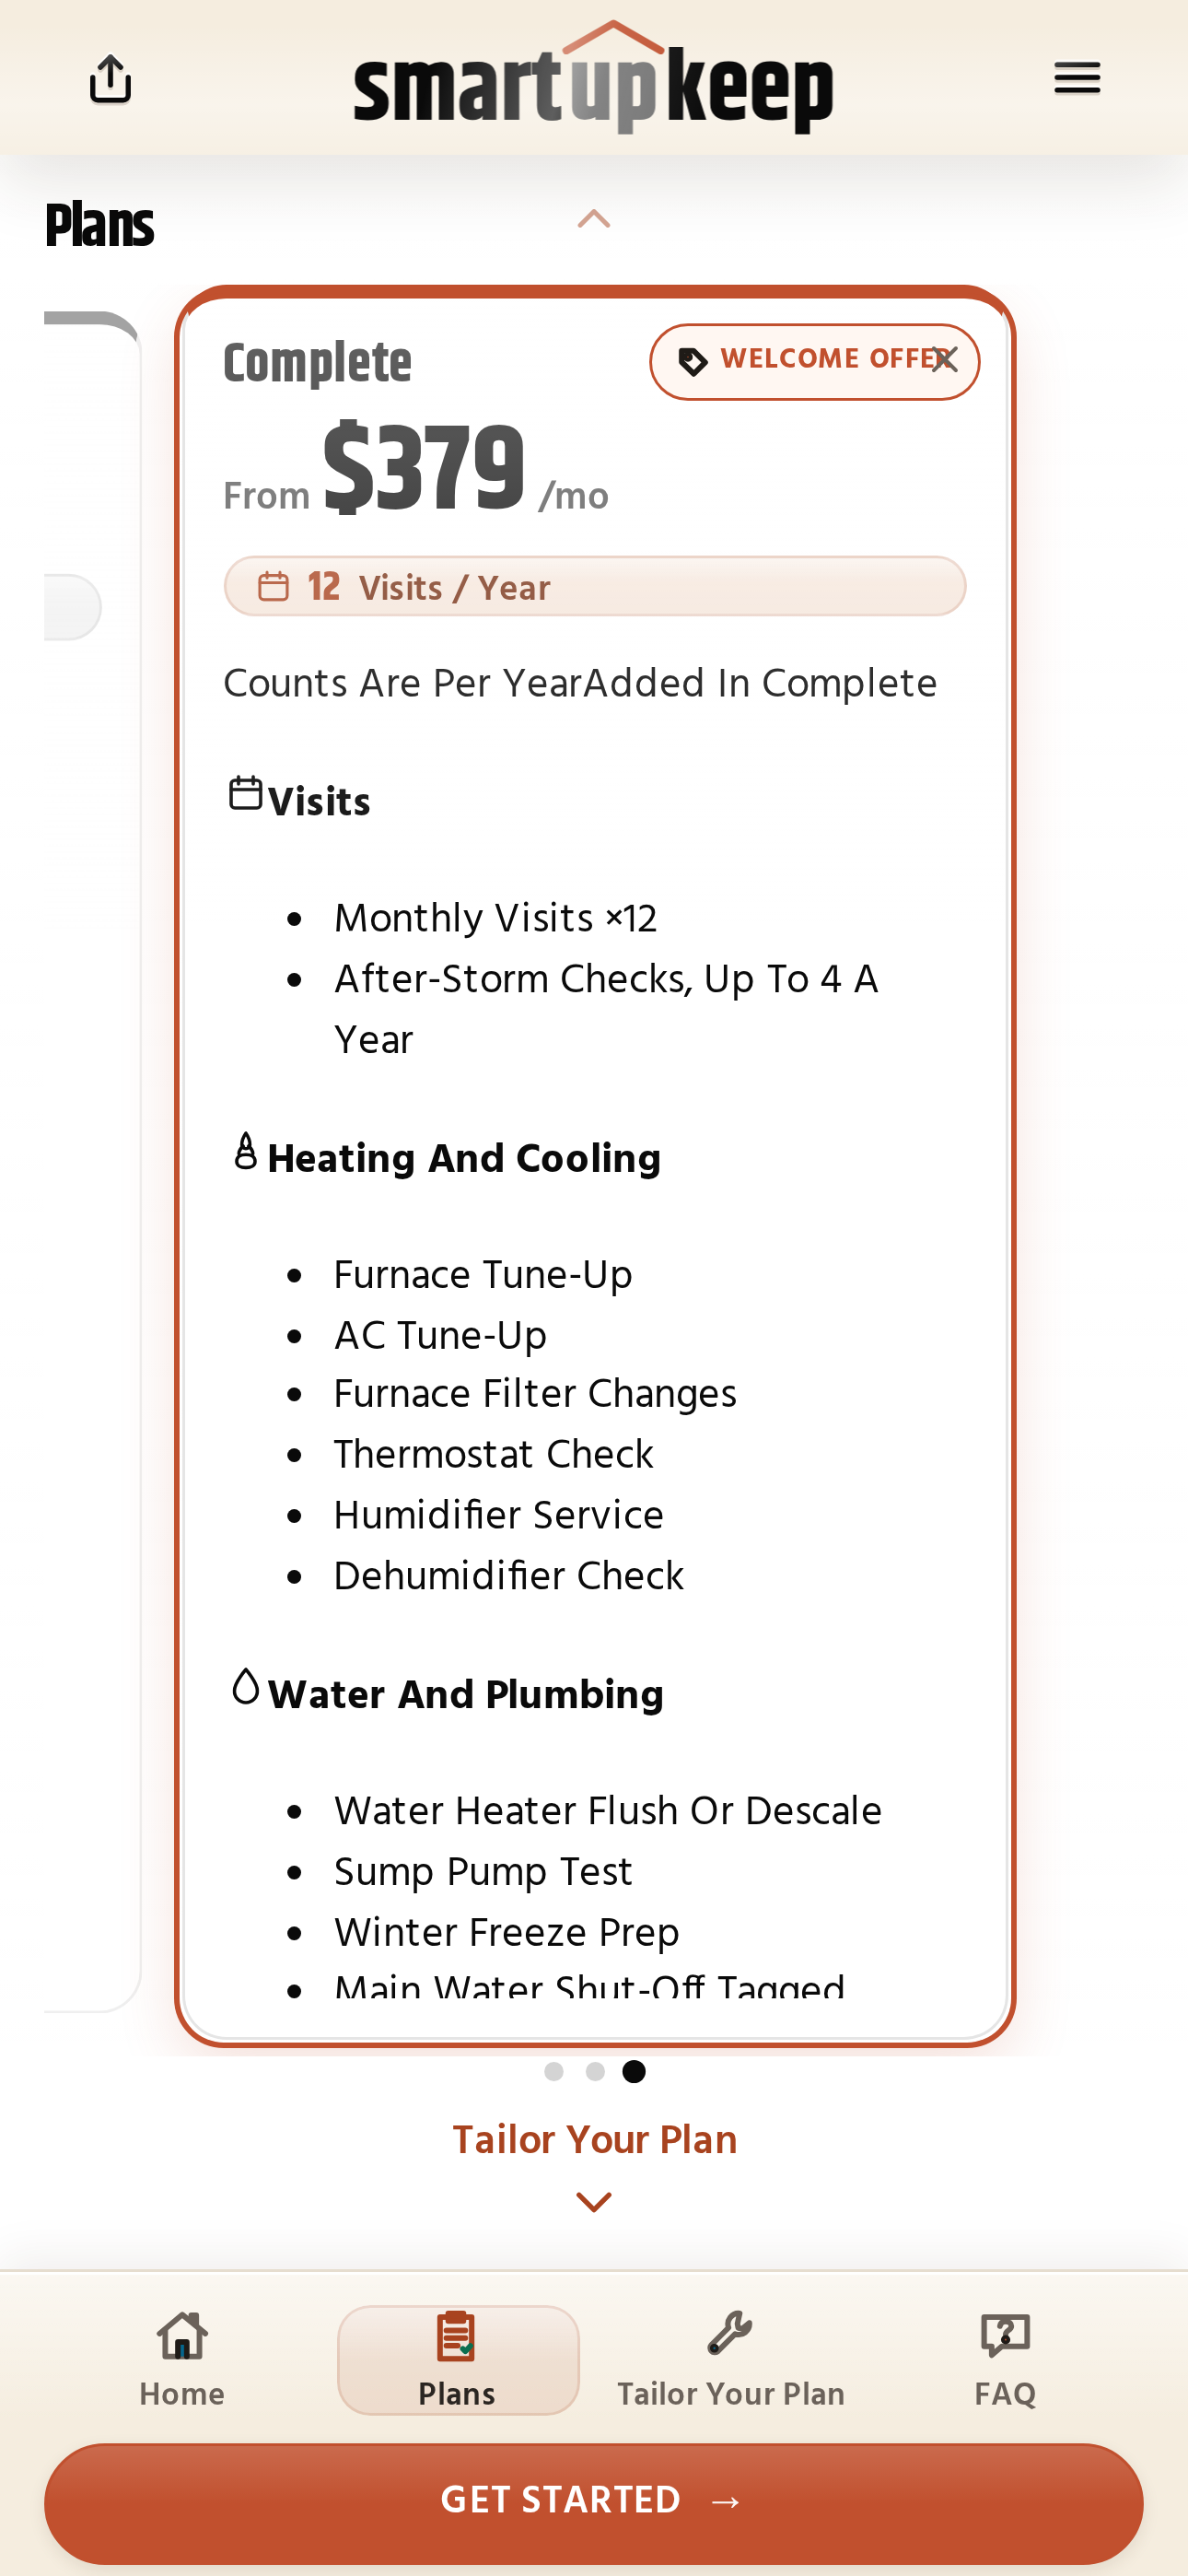 smartupkeep
Plans
Complete
WELCOME OFFER
From $379 /mo
12 Visits / Year
Counts Are Per YearAdded In Complete
Visits
Monthly Visits ×12
After-Storm Checks, Up To 4 A
Year
Heating And Cooling
Furnace Tune-Up
AC Tune-Up
Furnace Filter Changes
Thermostat Check
Humidifier Service
Dehumidifier Check
Water And Plumbing
Water Heater Flush Or Descale
Sump Pump Test
Winter Freeze Prep
Main Water Shut-Off Tagged
Tailor Your Plan
Home
Plans
Tailor Your Plan
FAQ
GET STARTED →